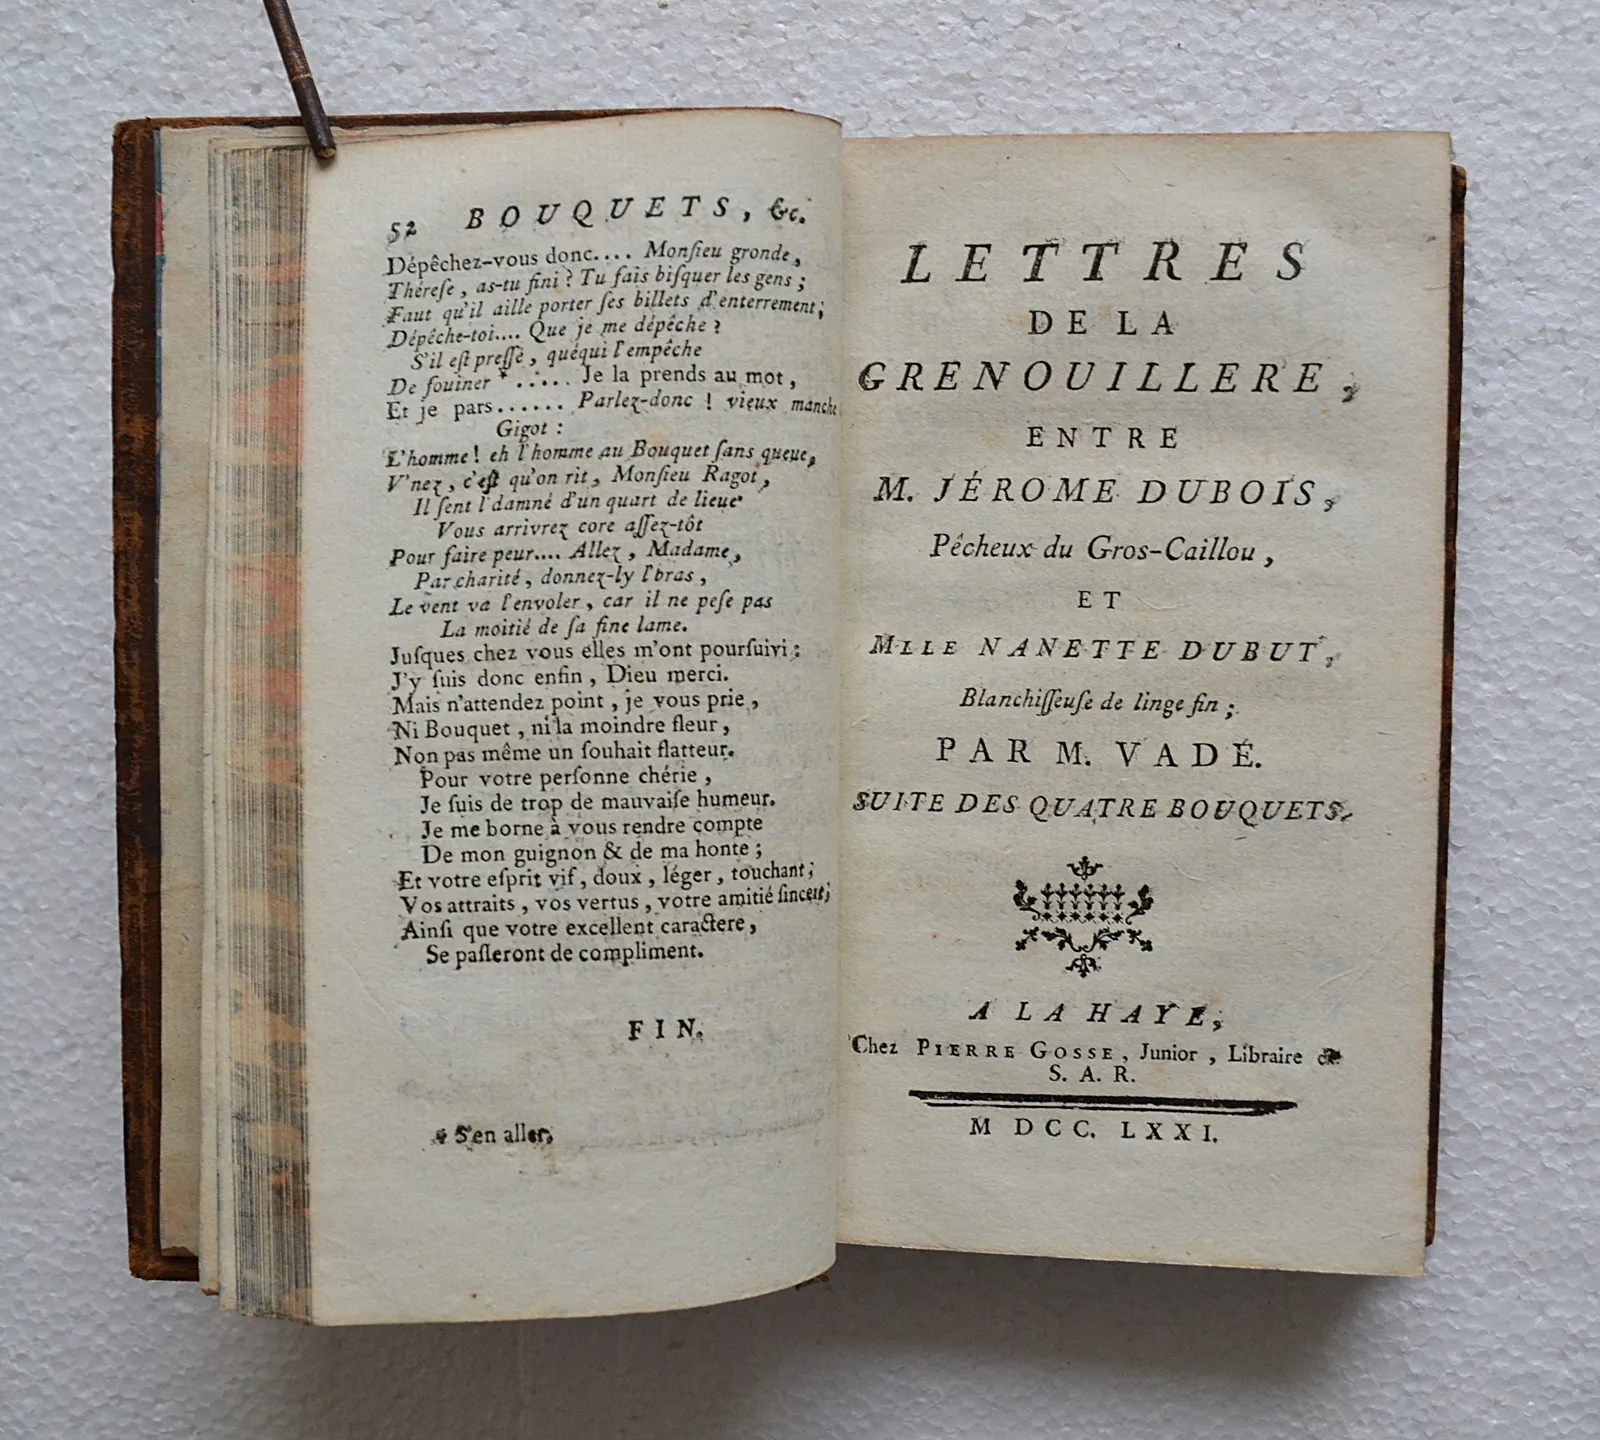 52 BOUQUETS, &c.
Dépêchez-vous donc.... Monſieu gronde,
Théreſe, as-tu fini? Tu fais biſquer les gens;
Faut qu'il aille porter ſes billets d'enterrement;
Dépêche-toi.... Que je me dépêche?
S'il eſt preſſé, quéqui l'empêche
De fouiner *...... Je la prends au mot,
Et je pars...... Parlez-donc! vieux manche
Gigot:
L'homme! eh l'homme au Bouquet ſans queue,
V'nez, c'eſt qu'on rit, Monſieu Ragot,
Il ſent l'damné d'un quart de lieue
Vous arrivrez core aſſez-tôt
Pour faire peur.... Allez, Madame,
Par charité, donnez-ly l'bras,
Le vent va l'envoler, car il ne peſe pas
La moitié de ſa fine lame.
Juſques chez vous elles m'ont pourſuivi:
J'y ſuis donc enfin, Dieu merci.
Mais n'attendez point, je vous prie,
Ni Bouquet, ni la moindre fleur,
Non pas même un ſouhait flatteur.
Pour votre perſonne chérie,
Je ſuis de trop de mauvaiſe humeur.
Je me borne à vous rendre compte
De mon guignon & de ma honte;
Et votre eſprit vif, doux, léger, touchant;
Vos attraits, vos vertus, votre amitié ſincere;
Ainſi que votre excellent caractere,
Se paſſeront de compliment.
FIN.
* S'en aller.
LETTRES
DE LA
GRENOUILLERE,
ENTRE
M. JÉROME DUBOIS,
Pêcheux du Gros-Caillou,
ET
MLLE NANETTE DUBUT,
Blanchiſſeuſe de linge fin;
PAR M. VADÉ.
SUITE DES QUATRE BOUQUETS.
A LA HAYE,
Chez PIERRE GOSSE, Junior, Libraire de
S. A. R.
M DCC. LXXI.